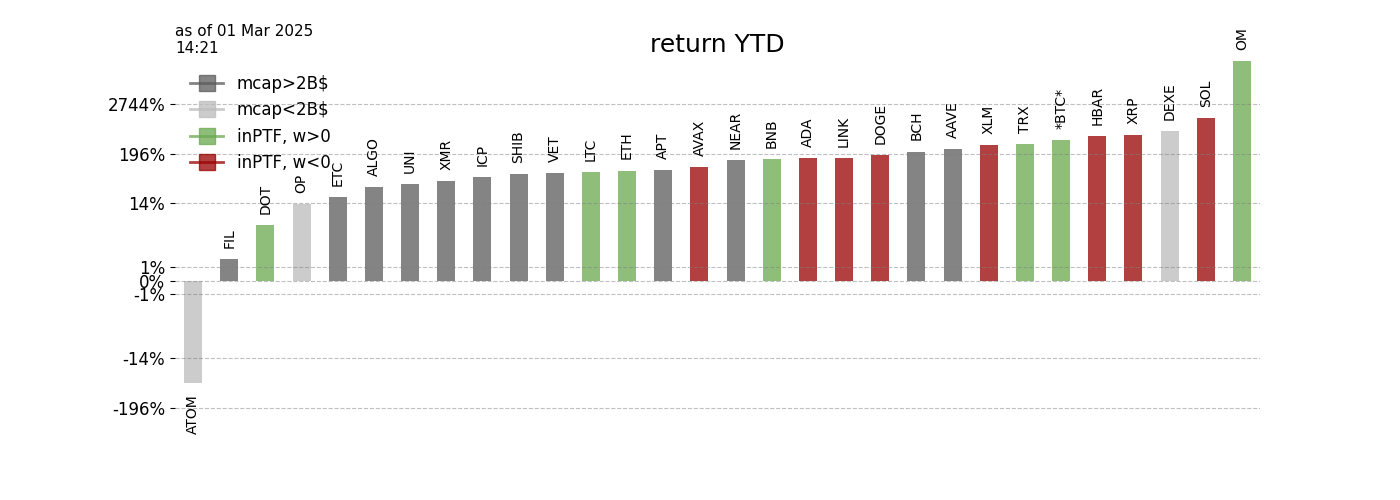 as of 01 Mar 2025
14:21
return YTD
mcap>2B$
mcap<2B$
inPTF, w>0
inPTF, w<0
2744%
196%
14%
1%
0%
-1%
-14%
-196%
ATOM
FIL
DOT
OP
ETC
ALGO
UNI
XMR
ICP
SHIB
VET
LTC
ETH
APT
AVAX
NEAR
BNB
ADA
LINK
DOGE
BCH
AAVE
XLM
TRX
*BTC*
HBAR
XRP
DEXE
SOL
OM